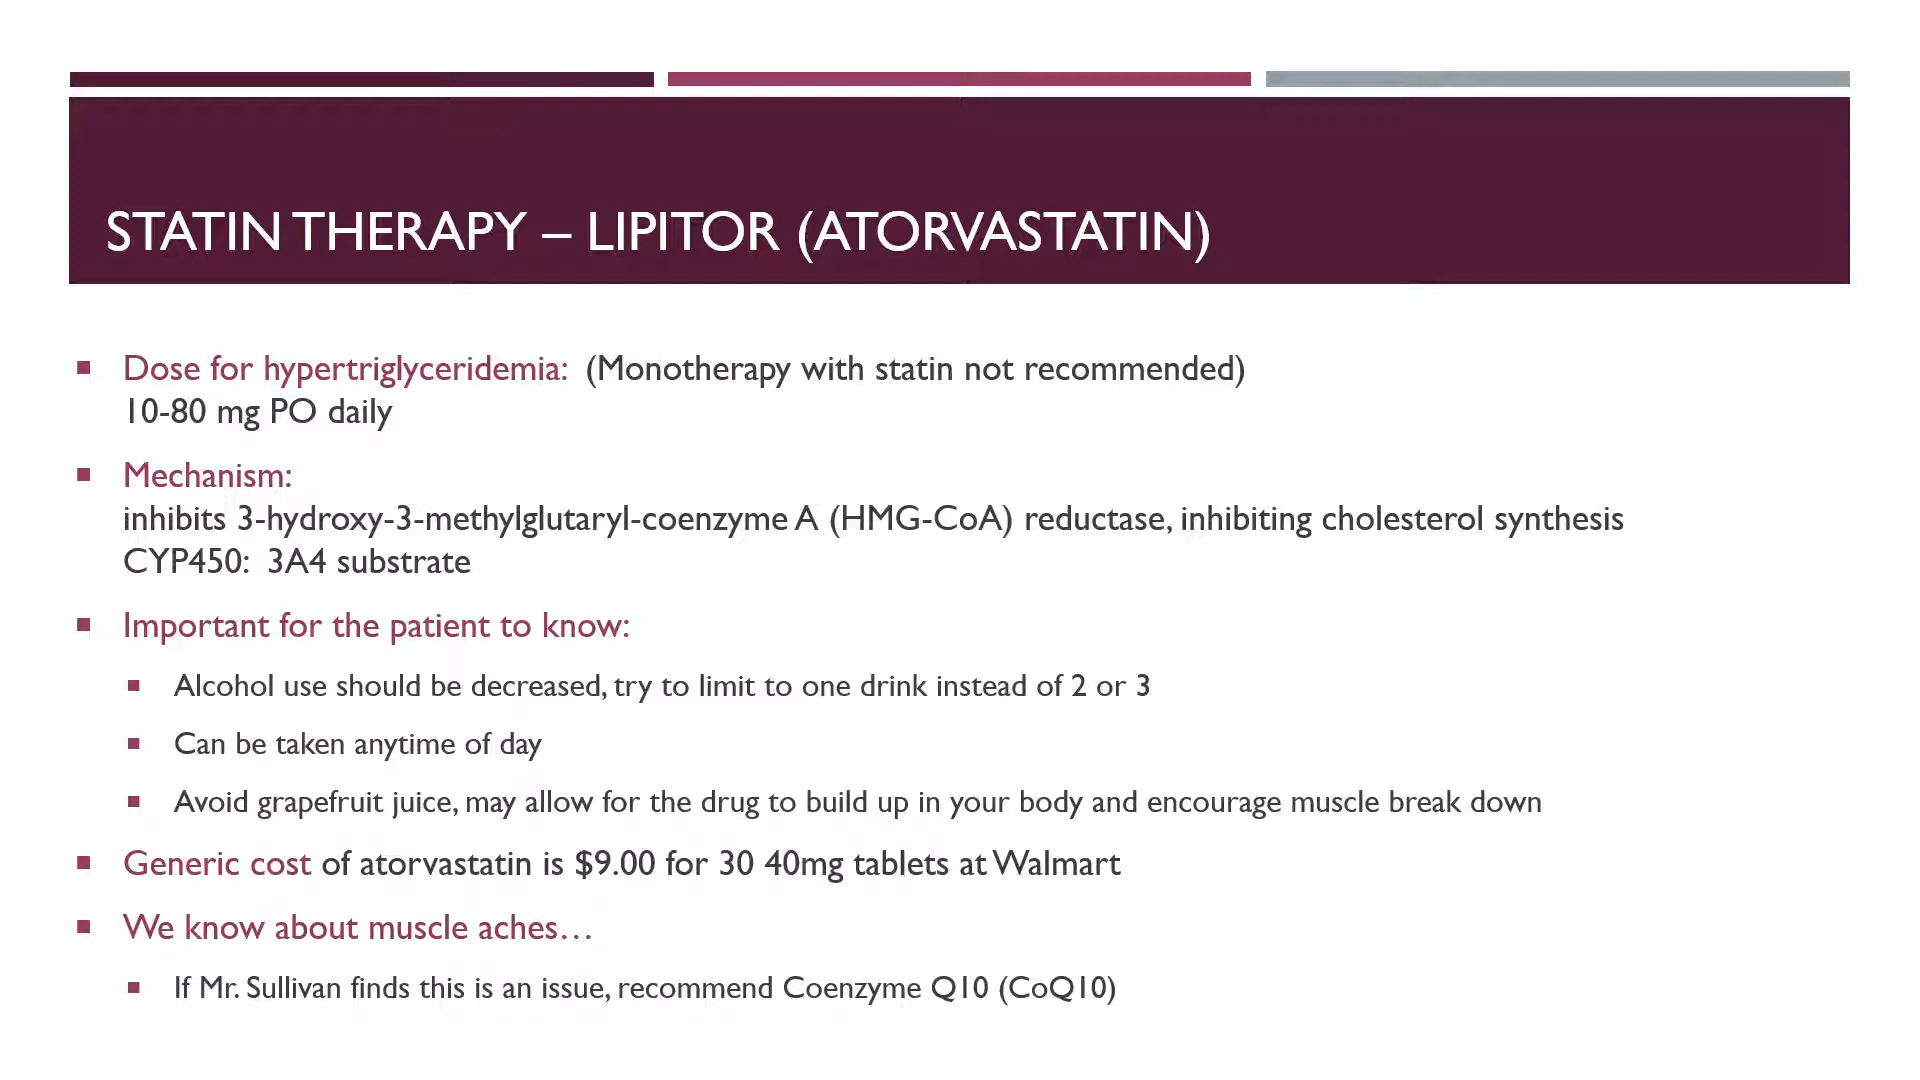 STATIN THERAPY – LIPITOR (ATORVASTATIN)
Dose for hypertriglyceridemia: (Monotherapy with statin not recommended)
10-80 mg PO daily
Mechanism:
inhibits 3-hydroxy-3-methylglutaryl-coenzyme A (HMG-CoA) reductase, inhibiting cholesterol synthesis
CYP450: 3A4 substrate
Important for the patient to know:
Alcohol use should be decreased, try to limit to one drink instead of 2 or 3
Can be taken anytime of day
Avoid grapefruit juice, may allow for the drug to build up in your body and encourage muscle break down
Generic cost of atorvastatin is $9.00 for 30 40mg tablets at Walmart
We know about muscle aches…
If Mr. Sullivan finds this is an issue, recommend Coenzyme Q10 (CoQ10)